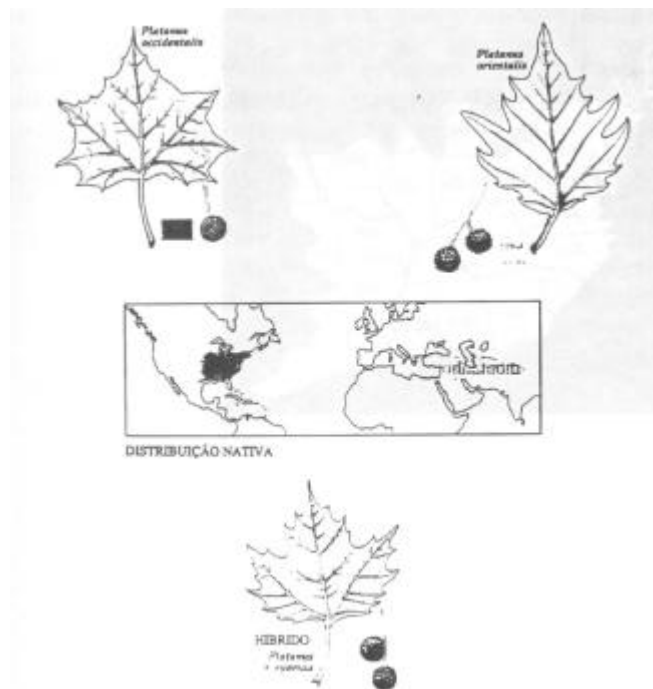 Platanus
occidentalis
Platanus
orientalis
DISTRIBUIÇÃO NATIVA
HIBRIDO
Platanus